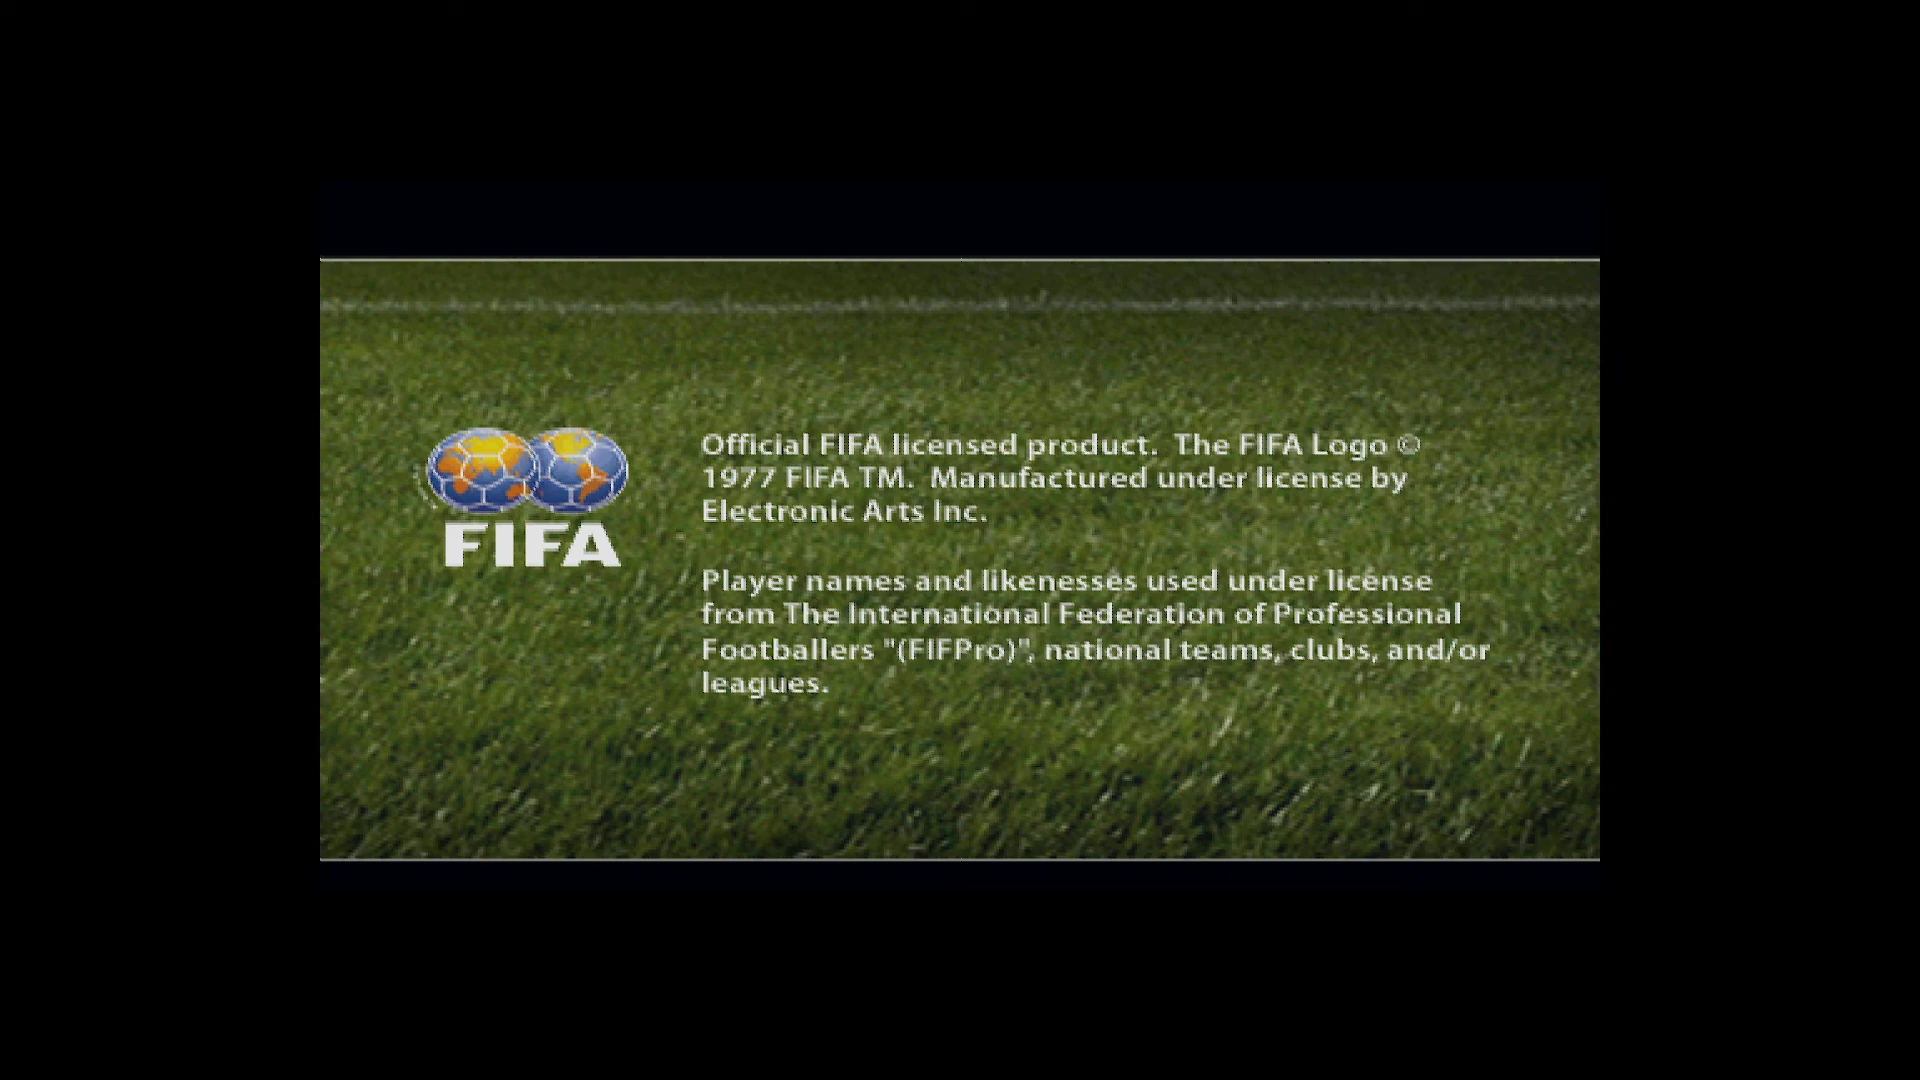 FIFA
Official FIFA licensed product. The FIFA Logo ©
1977 FIFA TM. Manufactured under license by
Electronic Arts Inc.
Player names and likenesses used under license
from The International Federation of Professional
Footballers "(FIFPro)", national teams, clubs, and/or
leagues.